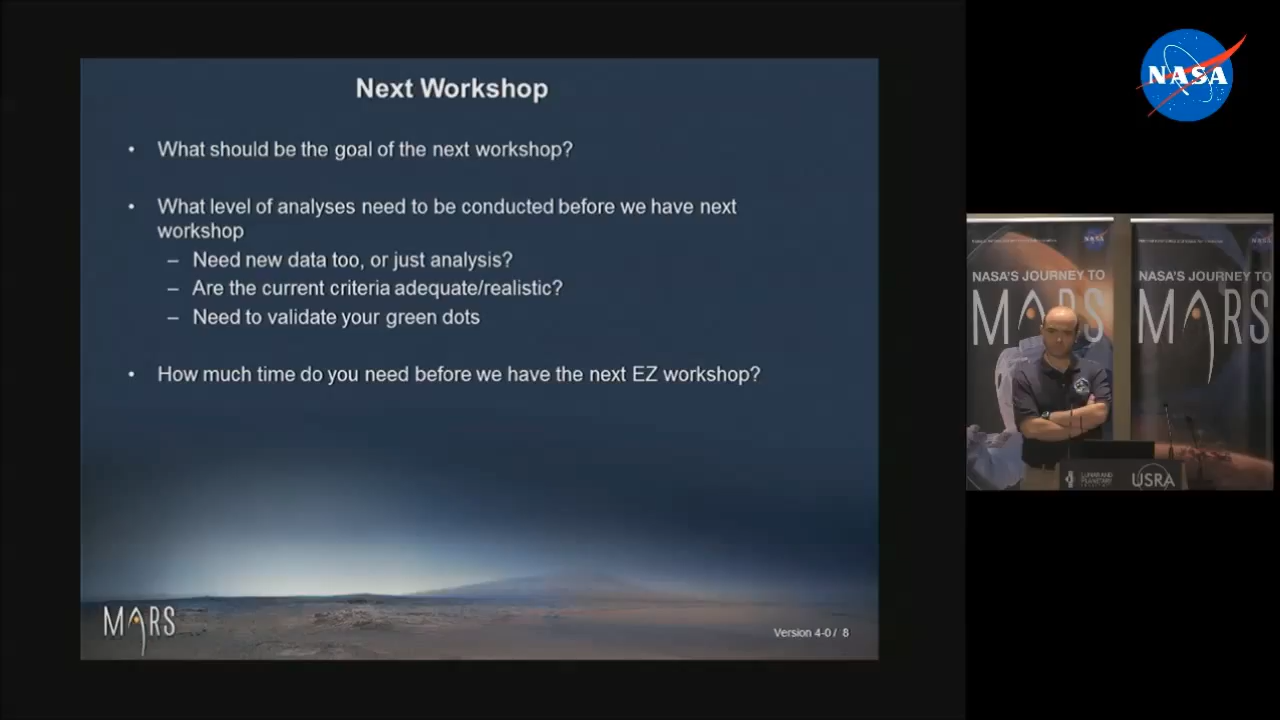 Next Workshop
• What should be the goal of the next workshop?
• What level of analyses need to be conducted before we have next
workshop
– Need new data too, or just analysis?
– Are the current criteria adequate/realistic?
– Need to validate your green dots
• How much time do you need before we have the next EZ workshop?
MARS
Version 4-0 / 8
NASA
NASA'S JOURNEY TO
MARS
NASA'S JOURNEY TO
MARS
LUNAR AND
PLANETARY
USRA